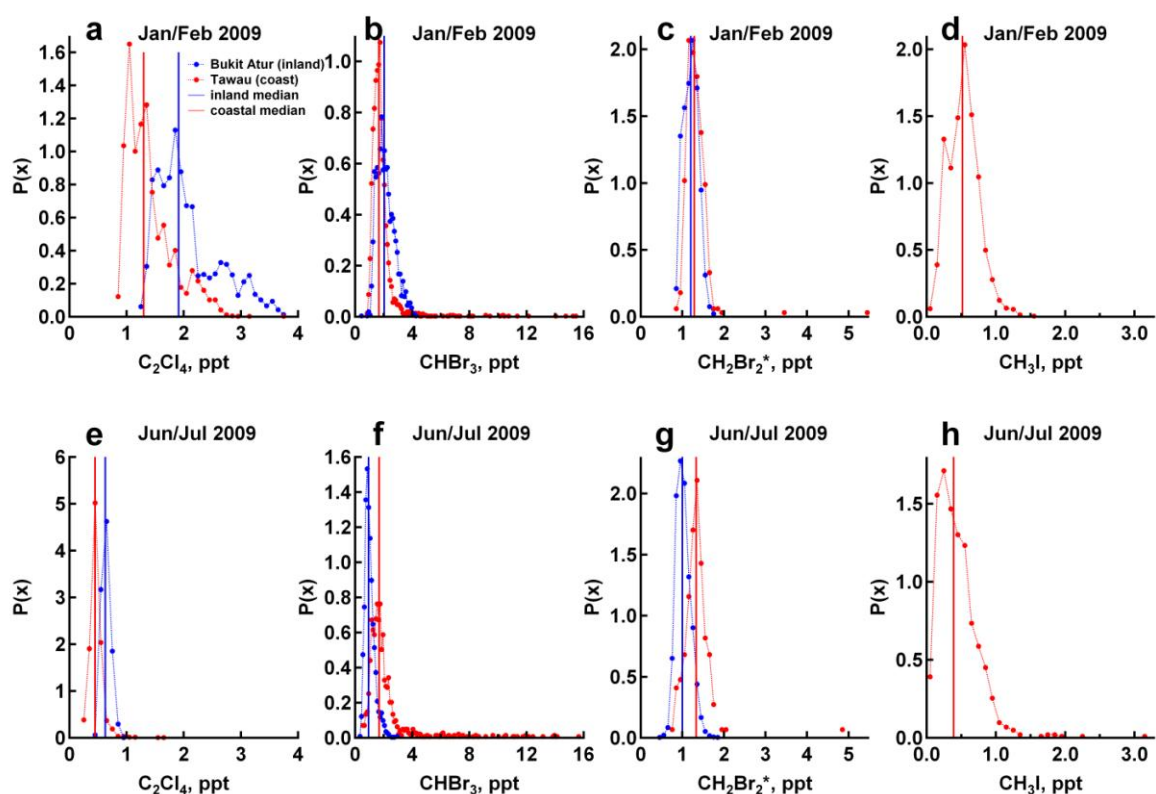 a Jan/Feb 2009
b Jan/Feb 2009
c Jan/Feb 2009
d Jan/Feb 2009
Bukit Atur (inland)
Tawau (coast)
inland median
coastal median
P(x)
1.6
1.4
1.2
1.0
0.8
0.6
0.4
0.2
0.0
0 1 2 3 4
C₂Cl₄, ppt
P(x)
1.0
0.8
0.6
0.4
0.2
0.0
0 4 8 12 16
CHBr₃, ppt
P(x)
2.0
1.5
1.0
0.5
0.0
0 1 2 3 4 5
CH₂Br₂*, ppt
P(x)
2.0
1.5
1.0
0.5
0.0
0.0 1.0 2.0 3.0
CH₃I, ppt
e Jun/Jul 2009
f Jun/Jul 2009
g Jun/Jul 2009
h Jun/Jul 2009
P(x)
6
5
4
3
2
1
0
0 1 2 3 4
C₂Cl₄, ppt
P(x)
1.6
1.4
1.2
1.0
0.8
0.6
0.4
0.2
0.0
0 4 8 12 16
CHBr₃, ppt
P(x)
2.0
1.5
1.0
0.5
0.0
0 1 2 3 4 5
CH₂Br₂*, ppt
P(x)
1.5
1.0
0.5
0.0
0.0 1.0 2.0 3.0
CH₃I, ppt